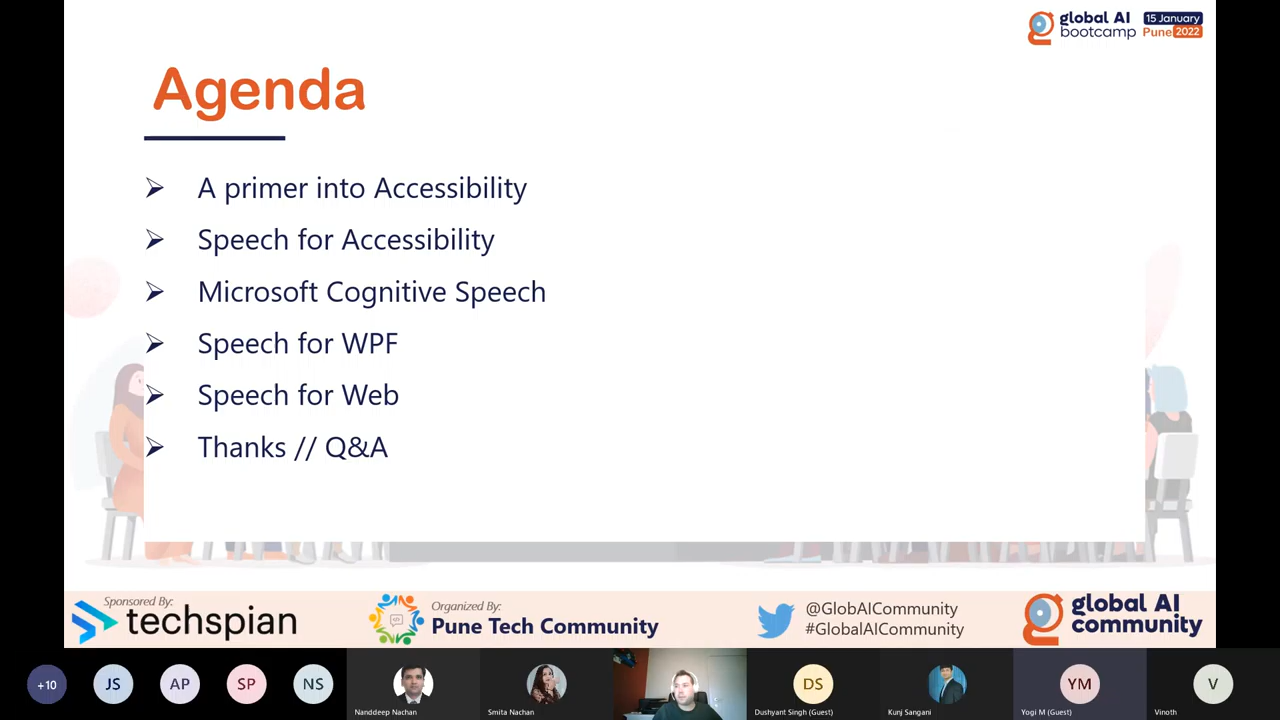 global AI
bootcamp
15 January
Pune 2022
Agenda
A primer into Accessibility
Speech for Accessibility
Microsoft Cognitive Speech
Speech for WPF
Speech for Web
Thanks // Q&A
Sponsored By:
techspian
Organized By:
Pune Tech Community
@GlobAICommunity
#GlobalAICommunity
global AI
community
+10
JS
AP
SP
NS
Nanddeep Nachan
Smita Nachan
DS
Dushyant Singh (Guest)
Kunj Sangani
YM
Yogi M (Guest)
V
Vinoth